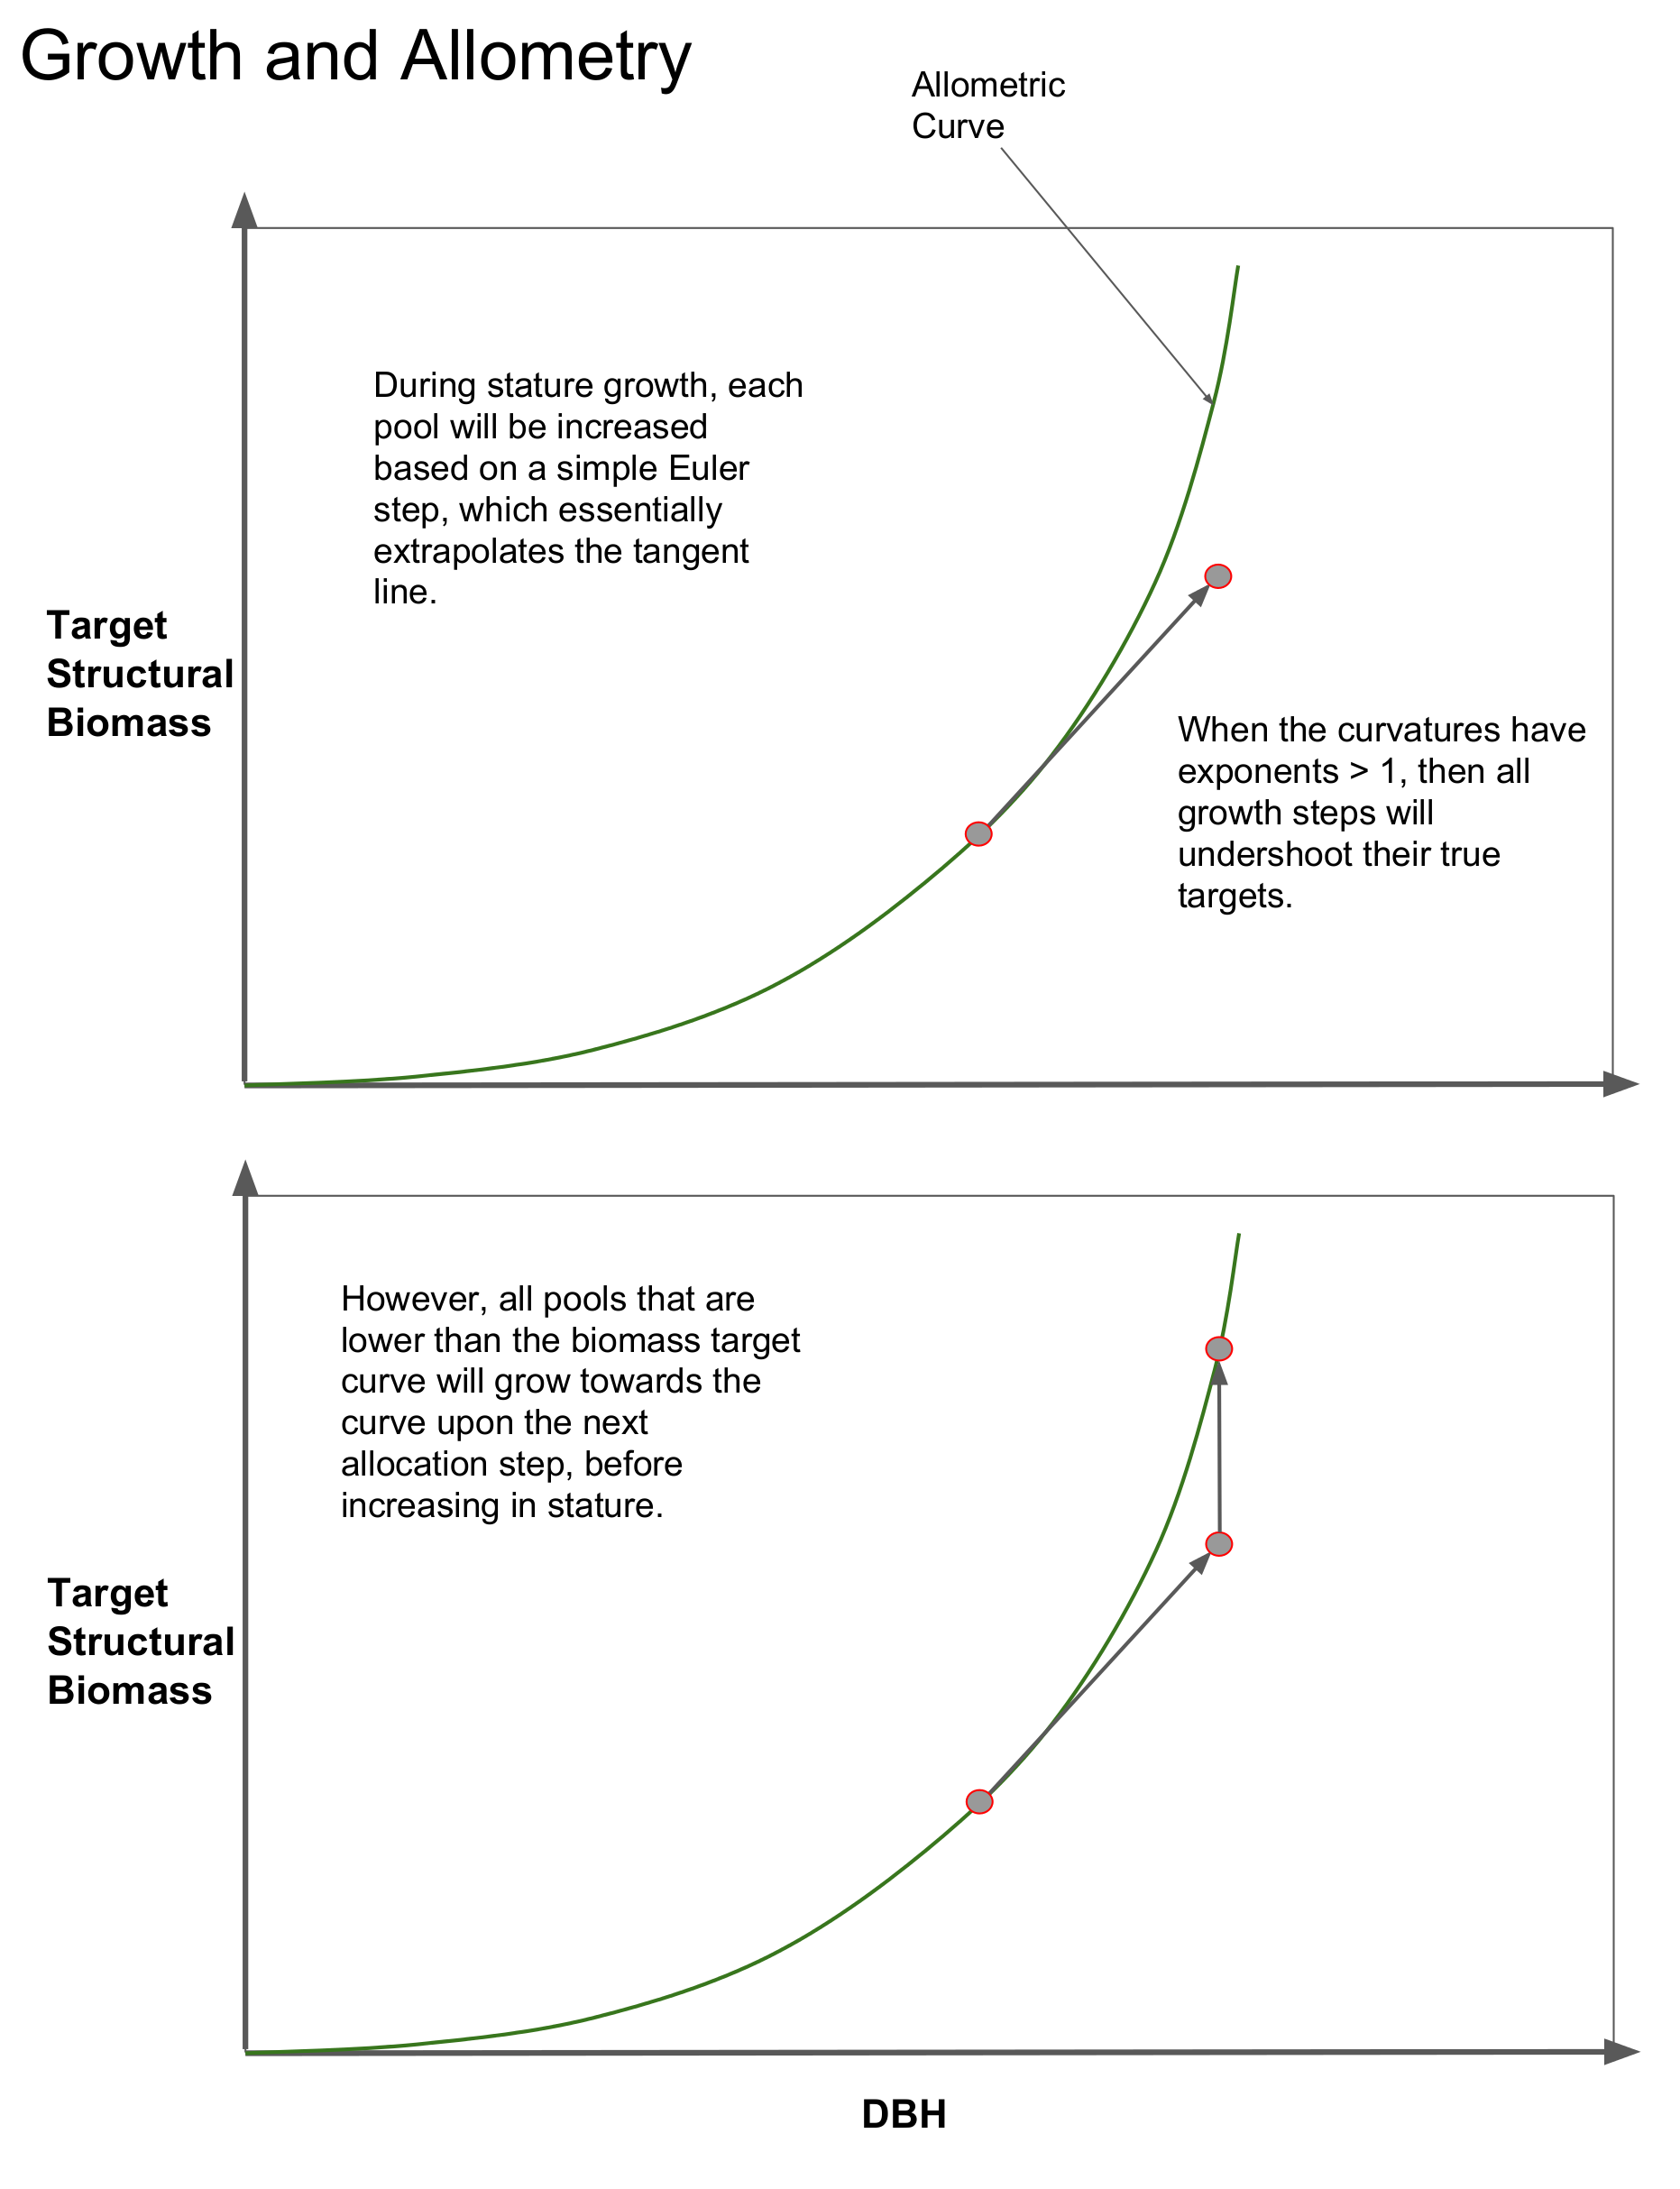 Growth and Allometry
Allometric
Curve
During stature growth, each
pool will be increased
based on a simple Euler
step, which essentially
extrapolates the tangent
line.
Target
Structural
Biomass
When the curvatures have
exponents > 1, then all
growth steps will
undershoot their true
targets.
However, all pools that are
lower than the biomass target
curve will grow towards the
curve upon the next
allocation step, before
increasing in stature.
Target
Structural
Biomass
DBH